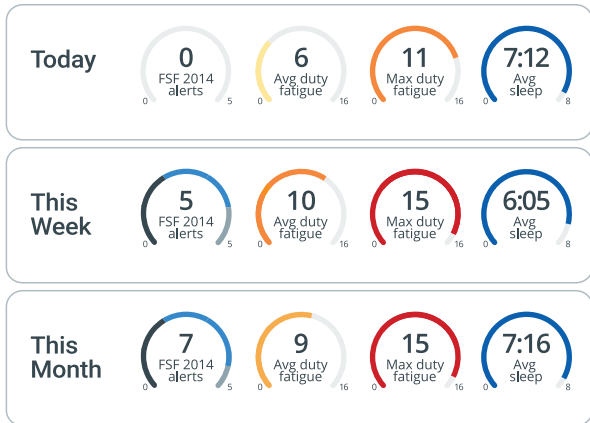 Today
0
FSF 2014
alerts
0 5
6
Avg duty
fatigue
0 16
11
Max duty
fatigue
0 16
7:12
Avg
sleep
0 8
This
Week
5
FSF 2014
alerts
0 5
10
Avg duty
fatigue
0 16
15
Max duty
fatigue
0 16
6:05
Avg
sleep
0 8
This
Month
7
FSF 2014
alerts
0 5
9
Avg duty
fatigue
0 16
15
Max duty
fatigue
0 16
7:16
Avg
sleep
0 8